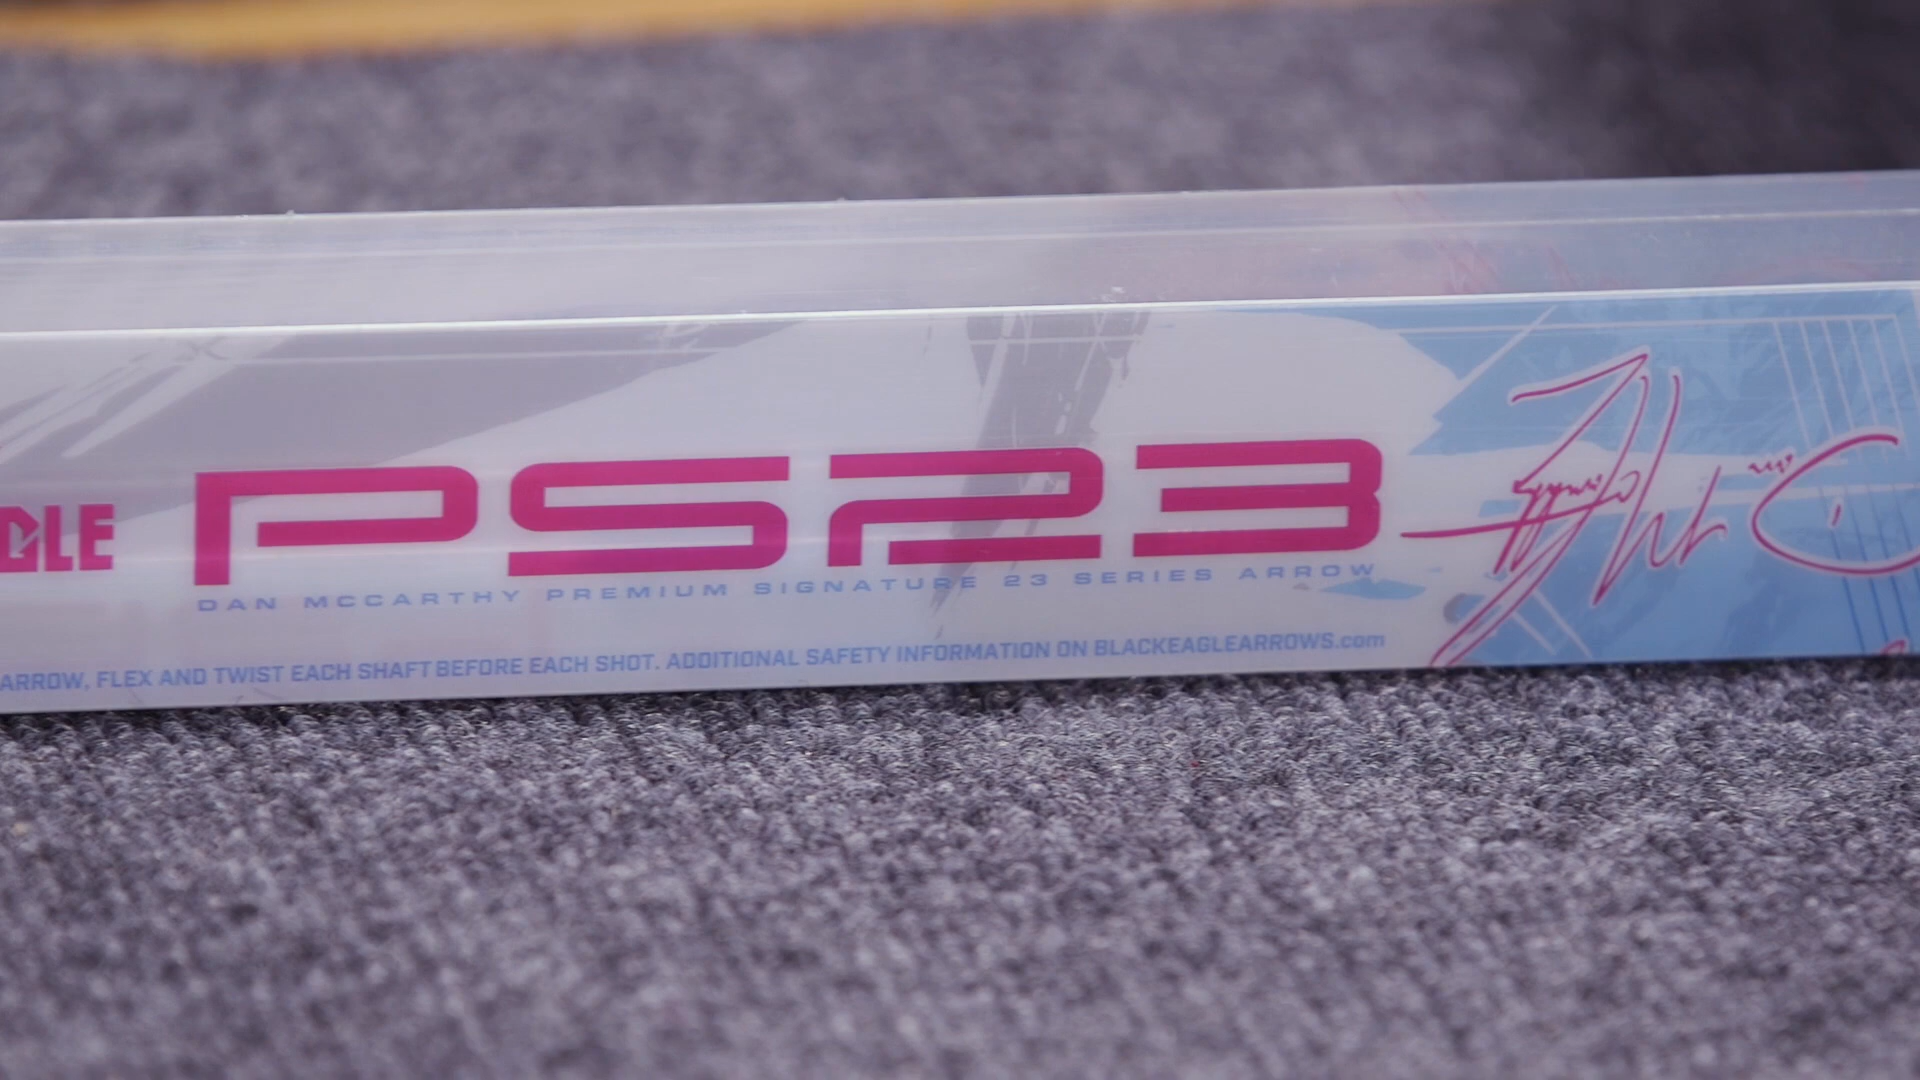 GLE
PS23
DAN MCCARTHY PREMIUM SIGNATURE 23 SERIES ARROW
ARROW, FLEX AND TWIST EACH SHAFT BEFORE EACH SHOT. ADDITIONAL SAFETY INFORMATION ON BLACKEAGLEARROWS.com